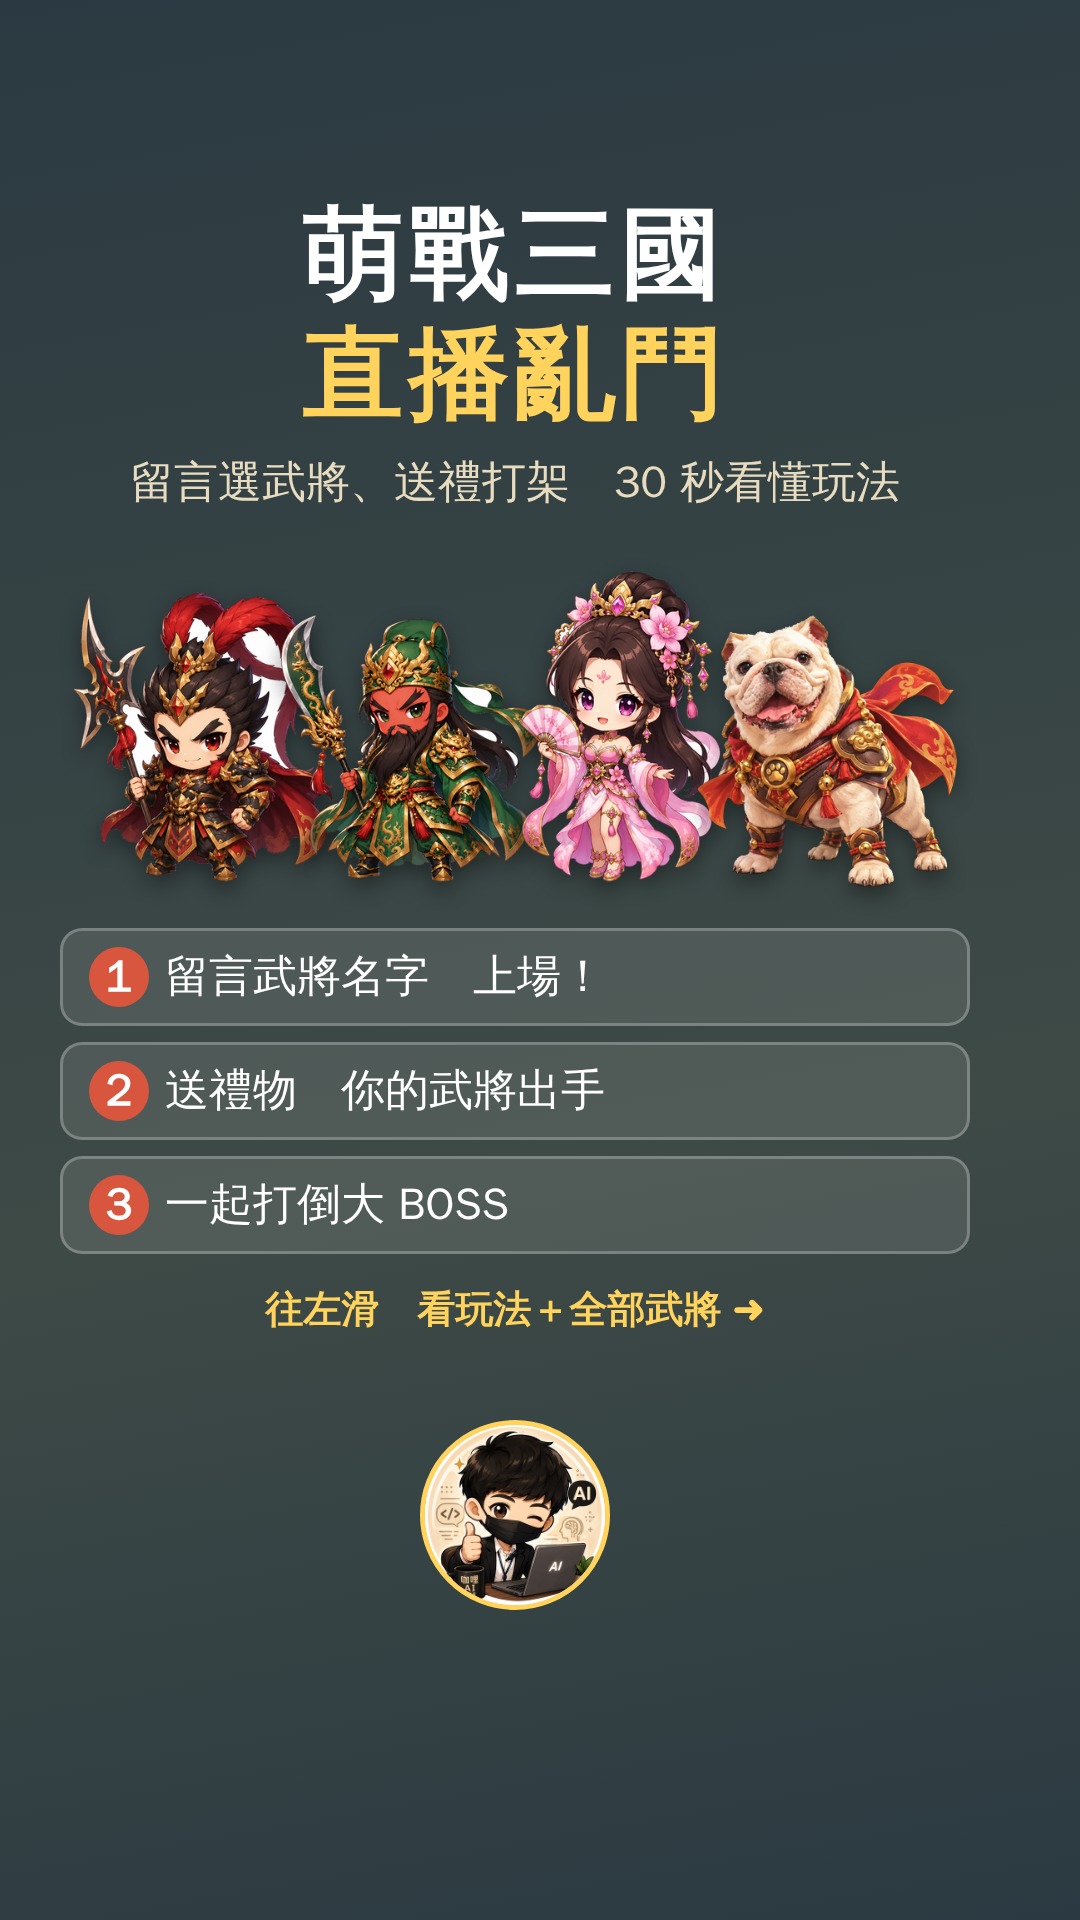 萌戰三國
直播亂鬥
留言選武將、送禮打架　30 秒看懂玩法
1 留言武將名字　上場！
2 送禮物　你的武將出手
3 一起打倒大 BOSS
往左滑　看玩法＋全部武將 ➜
AI
</>
AI
咖哩
AI